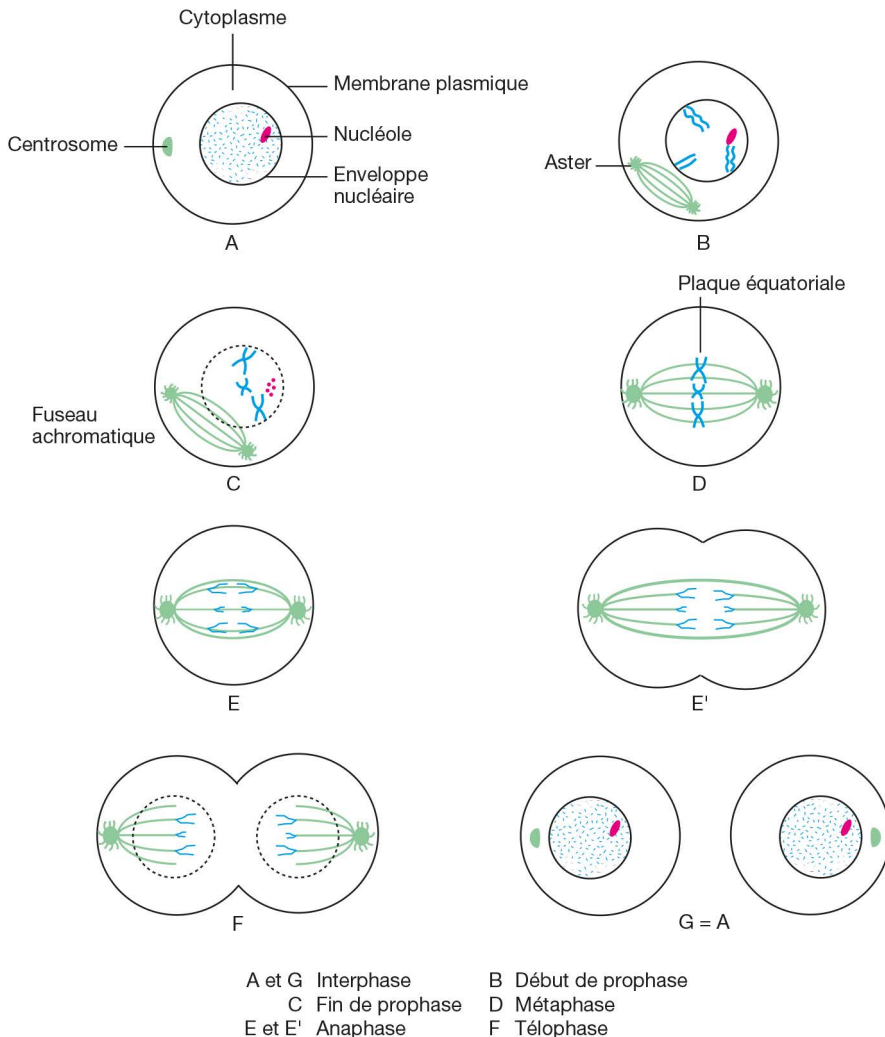 Cytoplasme
Membrane plasmique
Centrosome
Nucléole
Enveloppe
nucléaire
A
Aster
B
Fuseau
achromatique
C
Plaque équatoriale
D
E
E'
F
G = A
A et G Interphase
B Début de prophase
C Fin de prophase
D Métaphase
E et E' Anaphase
F Télophase